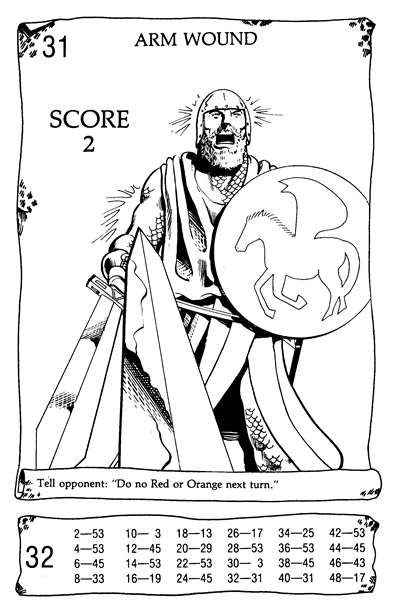 31
ARM WOUND
SCORE
2
Tell opponent: "Do no Red or Orange next turn."
32
2—53 10— 3 18—13 26—17 34—25 42—53
4—53 12—45 20—29 28—53 36—53 44—45
6—45 14—53 22—53 30— 3 38—45 46—43
8—33 16—19 24—45 32—31 40—31 48—17